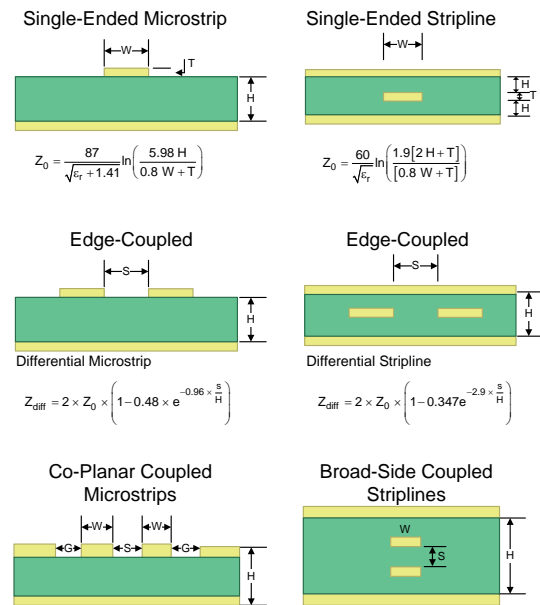 Single-Ended Microstrip
W
T
H
Z₀ = 87 / √(εᵣ + 1.41) ln(5.98 H / (0.8 W + T))
Single-Ended Stripline
W
H
T
H
Z₀ = 60 / √εᵣ ln(1.9[2 H + T] / [0.8 W + T])
Edge-Coupled
S
H
Differential Microstrip
Z_diff = 2 × Z₀ × (1 − 0.48 × e^(−0.96 × s/H))
Edge-Coupled
S
H
Differential Stripline
Z_diff = 2 × Z₀ × (1 − 0.347e^(−2.9 × s/H))
Co-Planar Coupled
Microstrips
W W
G S G
H
Broad-Side Coupled
Striplines
W
S
H